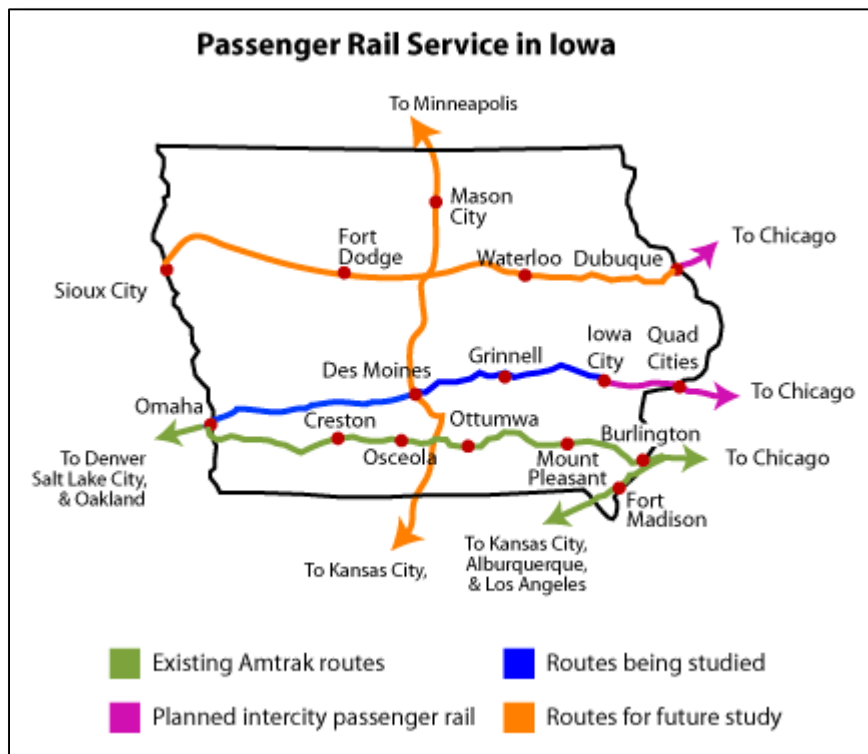 Passenger Rail Service in Iowa
To Minneapolis
Mason
City
Fort
Dodge
Waterloo
Dubuque
To Chicago
Sioux City
Iowa
City
Quad
Cities
Grinnell
Des Moines
To Chicago
Omaha
Creston
Ottumwa
Burlington
Osceola
Mount
Pleasant
To Chicago
To Denver
Salt Lake City,
& Oakland
Fort
Madison
To Kansas City,
To Kansas City,
Alburquerque,
& Los Angeles
Existing Amtrak routes
Routes being studied
Planned intercity passenger rail
Routes for future study